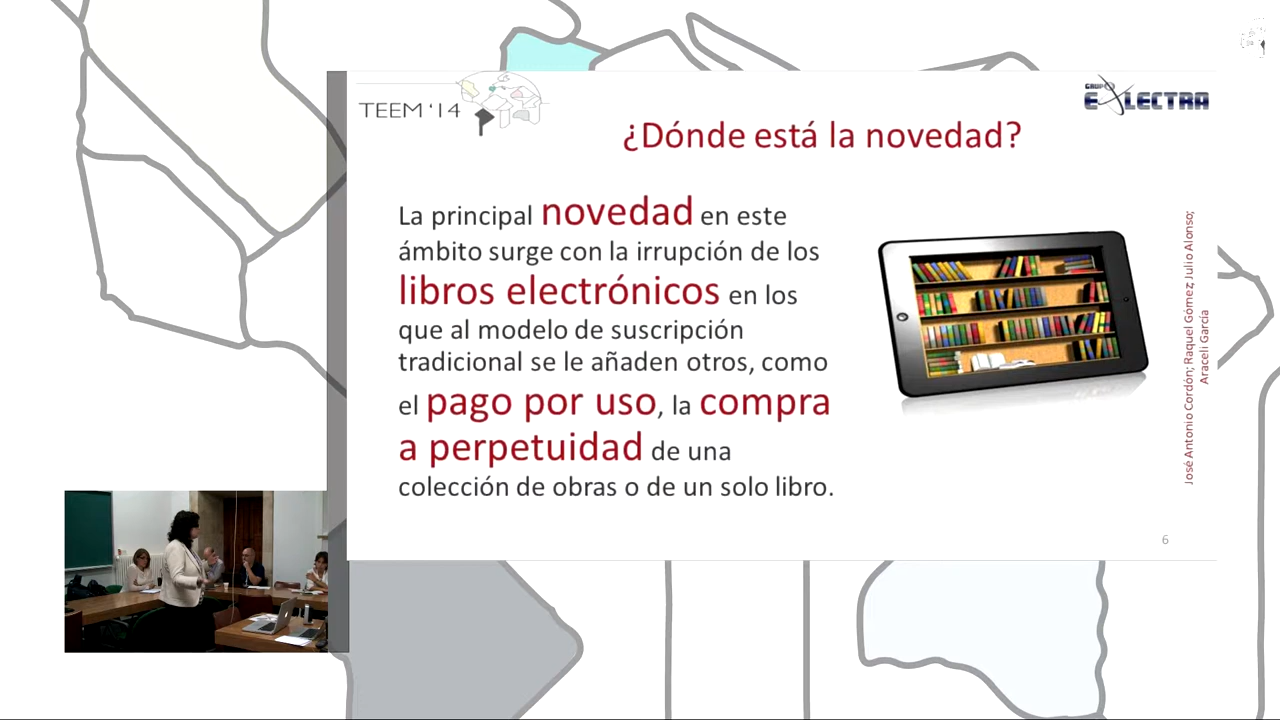 TEEM '14
GRUPO
E LECTRA
¿Dónde está la novedad?
La principal novedad en este
ámbito surge con la irrupción de los
libros electrónicos en los
que al modelo de suscripción
tradicional se le añaden otros, como
el pago por uso, la compra
a perpetuidad de una
colección de obras o de un solo libro.
José Antonio Cordón; Raquel Gómez; Julio Alonso;
Araceli García
6